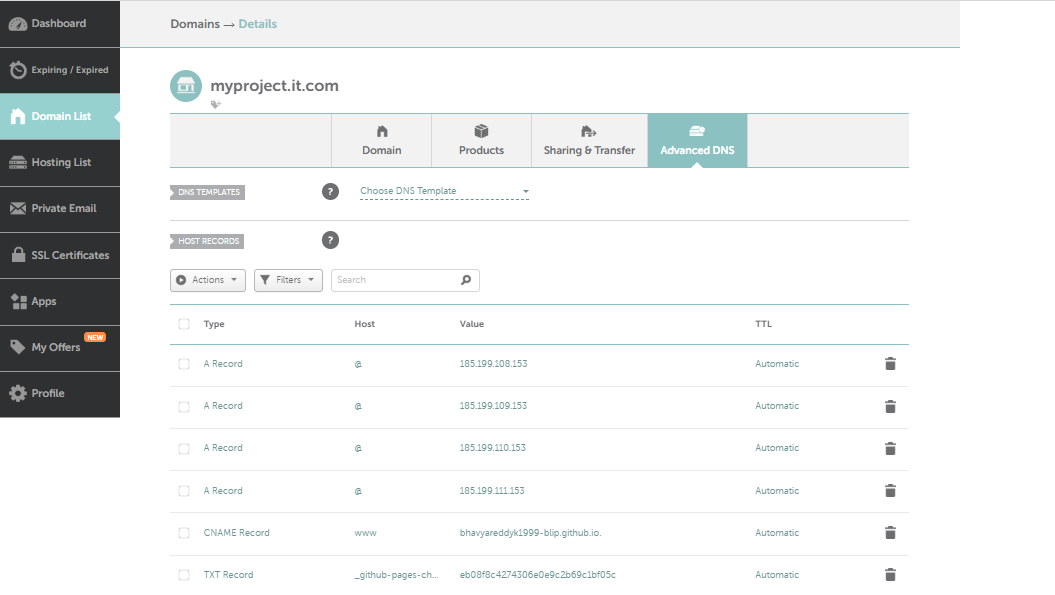 Dashboard
Expiring / Expired
Domain List
Hosting List
Private Email
SSL Certificates
Apps
My Offers NEW
Profile
Domains → Details
myproject.it.com
Domain Products Sharing & Transfer Advanced DNS
DNS TEMPLATES ? Choose DNS Template
HOST RECORDS ?
Actions Filters Search
Type Host Value TTL
A Record @ 185.199.108.153 Automatic
A Record @ 185.199.109.153 Automatic
A Record @ 185.199.110.153 Automatic
A Record @ 185.199.111.153 Automatic
CNAME Record www bhavyareddyk1999-blip.github.io. Automatic
TXT Record _github-pages-ch... eb08f8c4274306e0e9c2b69c1bf05c Automatic